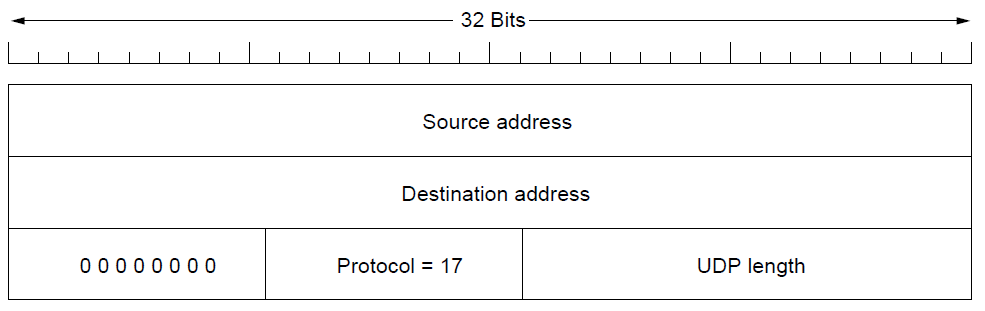 32 Bits
Source address
Destination address
0 0 0 0 0 0 0 0 Protocol = 17 UDP length